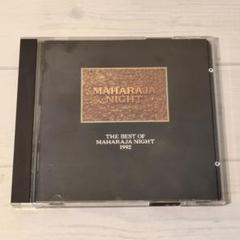 MAHARAJA
NIGHT
THE BEST OF
MAHARAJA NIGHT
1992